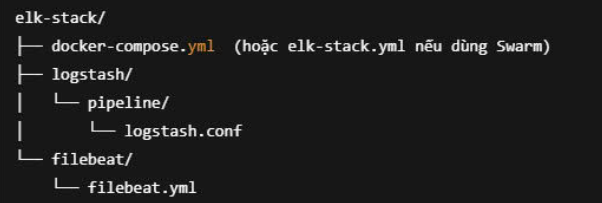 elk-stack/
├── docker-compose.yml  (hoặc elk-stack.yml nếu dùng Swarm)
├── logstash/
│   └── pipeline/
│       └── logstash.conf
└── filebeat/
    └── filebeat.yml